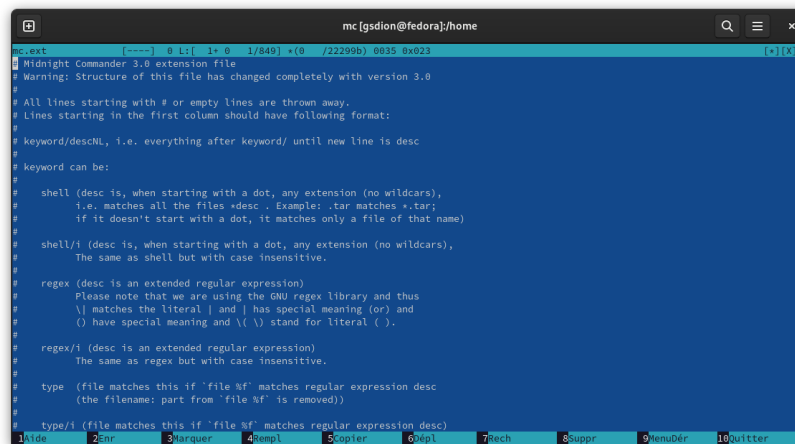 mc [gsdion@fedora]:/home
mc.ext [----] 0 L:[ 1+ 0 1/849] *(0 /22299b) 0035 0x023 [*][X]
# Midnight Commander 3.0 extension file
# Warning: Structure of this file has changed completely with version 3.0
#
# All lines starting with # or empty lines are thrown away.
# Lines starting in the first column should have following format:
#
# keyword/descNL, i.e. everything after keyword/ until new line is desc
#
# keyword can be:
#
# shell (desc is, when starting with a dot, any extension (no wildcars),
# i.e. matches all the files *desc . Example: .tar matches *.tar;
# if it doesn't start with a dot, it matches only a file of that name)
#
# shell/i (desc is, when starting with a dot, any extension (no wildcars),
# The same as shell but with case insensitive.
#
# regex (desc is an extended regular expression)
# Please note that we are using the GNU regex library and thus
# \| matches the literal | and | has special meaning (or) and
# () have special meaning and \( \) stand for literal ( ).
#
# regex/i (desc is an extended regular expression)
# The same as regex but with case insensitive.
#
# type (file matches this if `file %f` matches regular expression desc
# (the filename: part from `file %f` is removed))
#
# type/i (file matches this if `file %f` matches regular expression desc)
1Aide 2Enr 3Marquer 4Rempl 5Copier 6Dépl 7Rech 8Suppr 9MenuDér 10Quitter